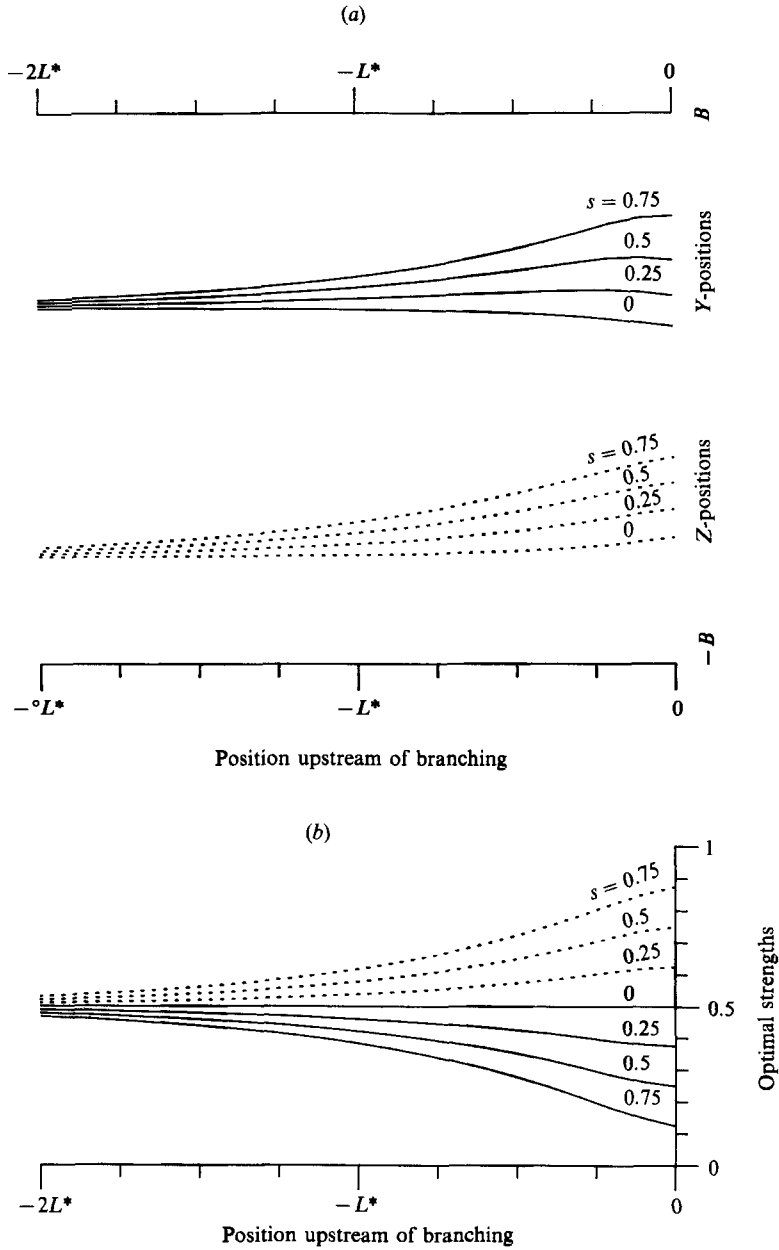 (a)
−2L* −L* 0
B
s = 0.75
0.5
0.25
0
Y-positions
s = 0.75
0.5
0.25
0
Z-positions
−B
−°L* −L* 0
Position upstream of branching
(b)
1
s = 0.75
0.5
0.25
0
0.5
0.25
0.5
0.75
Optimal strengths
0
−2L* −L* 0
Position upstream of branching